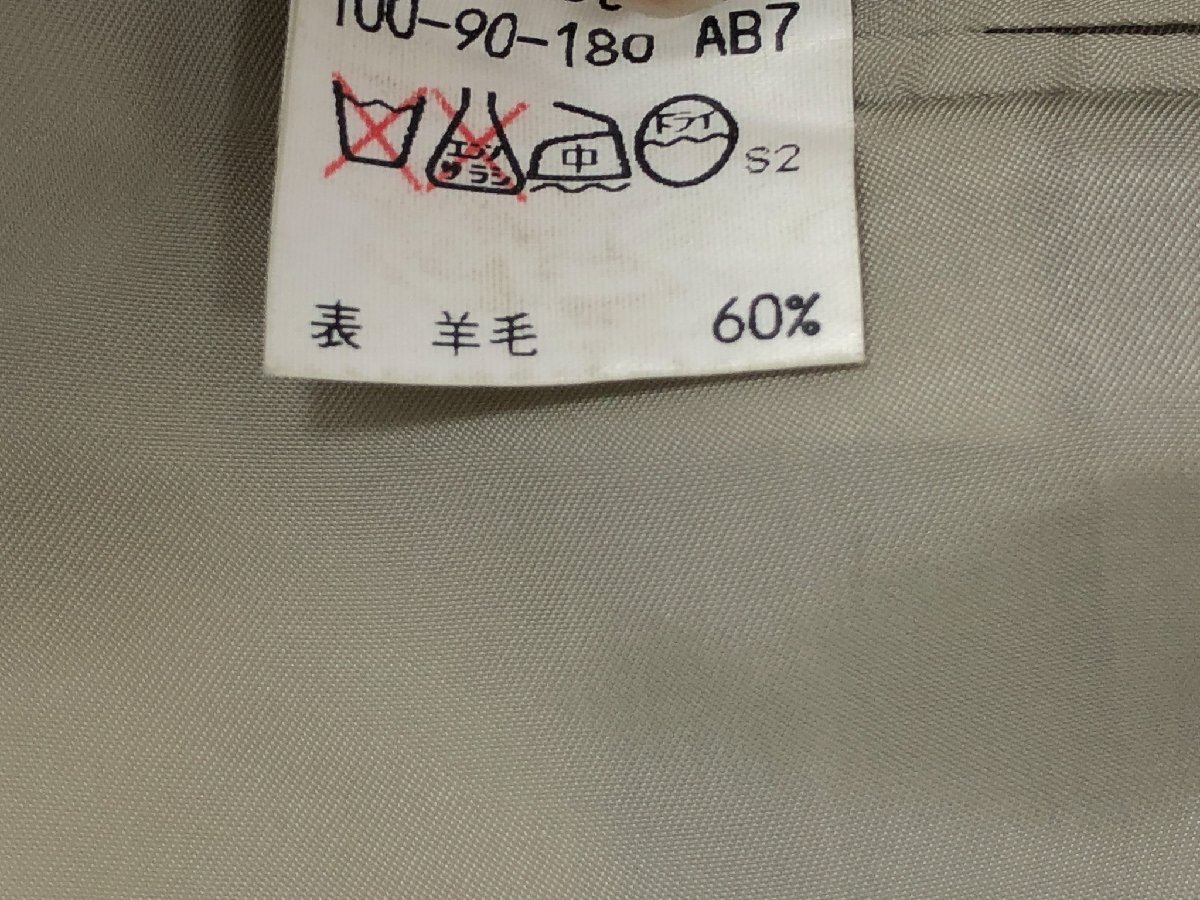 100-90-180 AB7
エンソ
サラシ
中
ドライ
S2
表 羊毛 60%